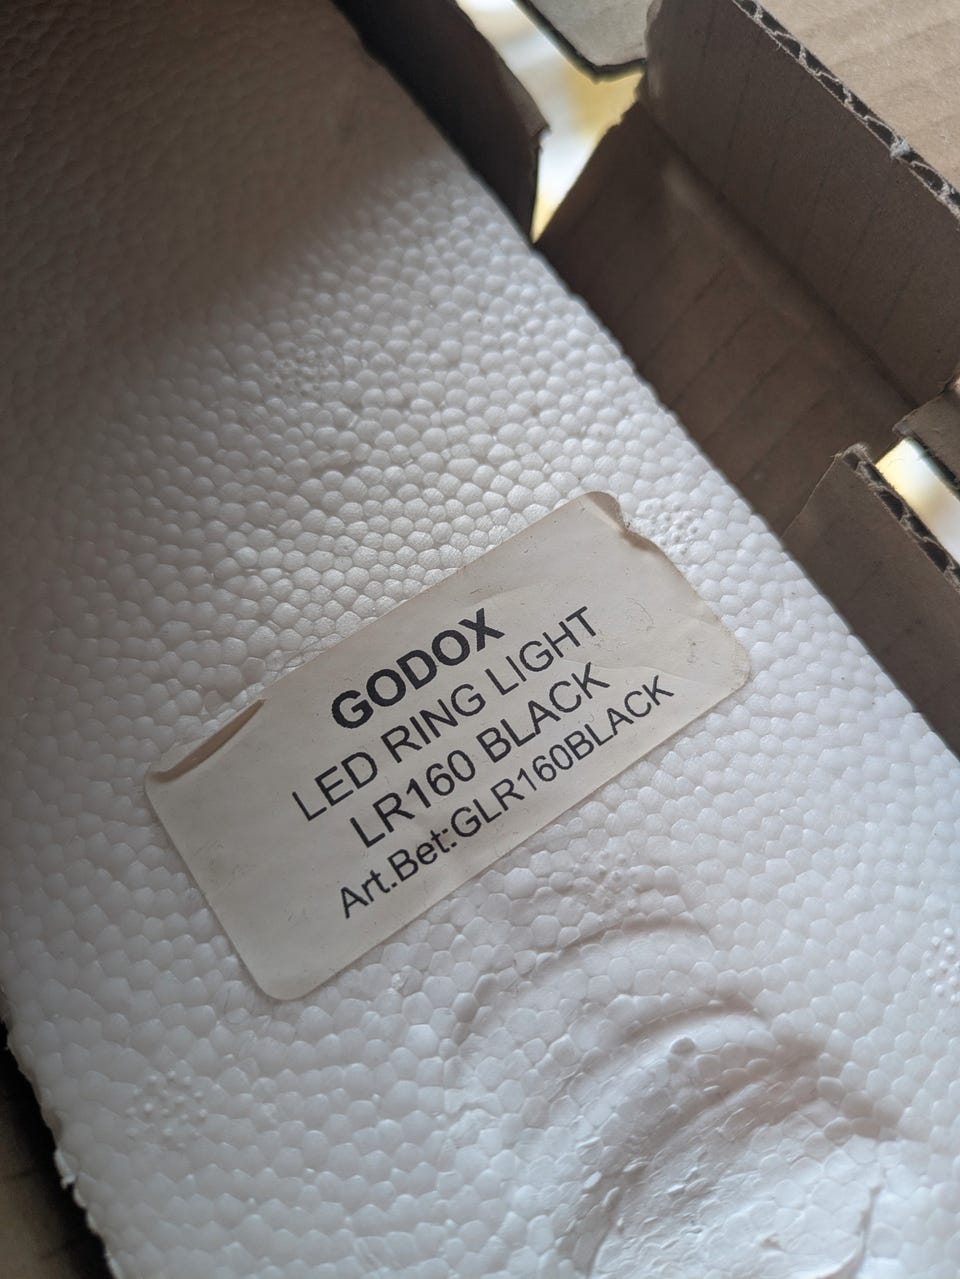 GODOX
LED RING LIGHT
LR160 BLACK
Art.Bet:GLR160BLACK